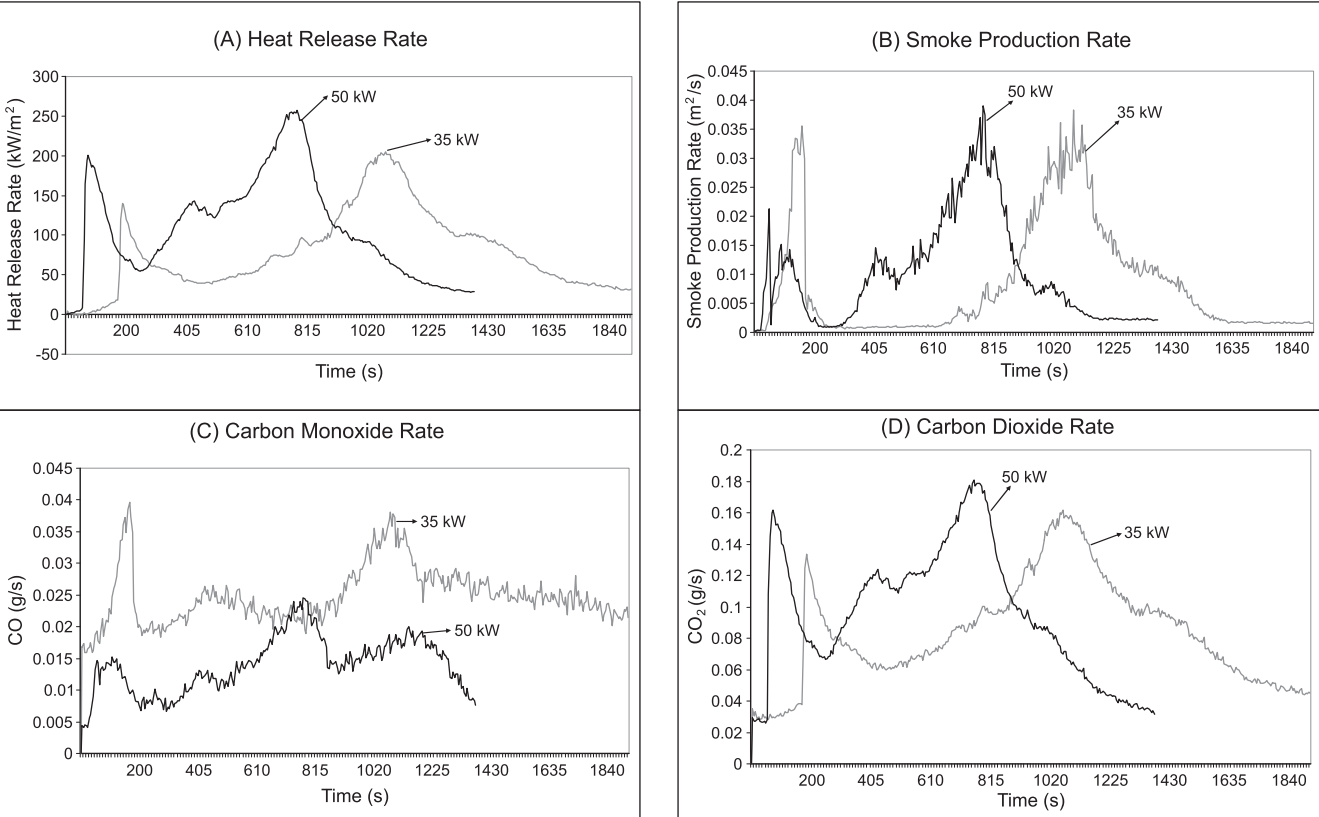 (A) Heat Release Rate
300
250
200
150
100
50
0
-50
Heat Release Rate (kW/m²)
50 kW
35 kW
200 405 610 815 1020 1225 1430 1635 1840
Time (s)
(B) Smoke Production Rate
0.045
0.04
0.035
0.03
0.025
0.02
0.015
0.01
0.005
0
Smoke Production Rate (m²/s)
50 kW
35 kW
200 405 610 815 1020 1225 1430 1635 1840
Time (s)
(C) Carbon Monoxide Rate
0.045
0.04
0.035
0.03
0.025
0.02
0.015
0.01
0.005
0
CO (g/s)
35 kW
50 kW
200 405 610 815 1020 1225 1430 1635 1840
Time (s)
(D) Carbon Dioxide Rate
0.2
0.18
0.16
0.14
0.12
0.1
0.08
0.06
0.04
0.02
0
CO₂ (g/s)
50 kW
35 kW
200 405 610 815 1020 1225 1430 1635 1840
Time (s)